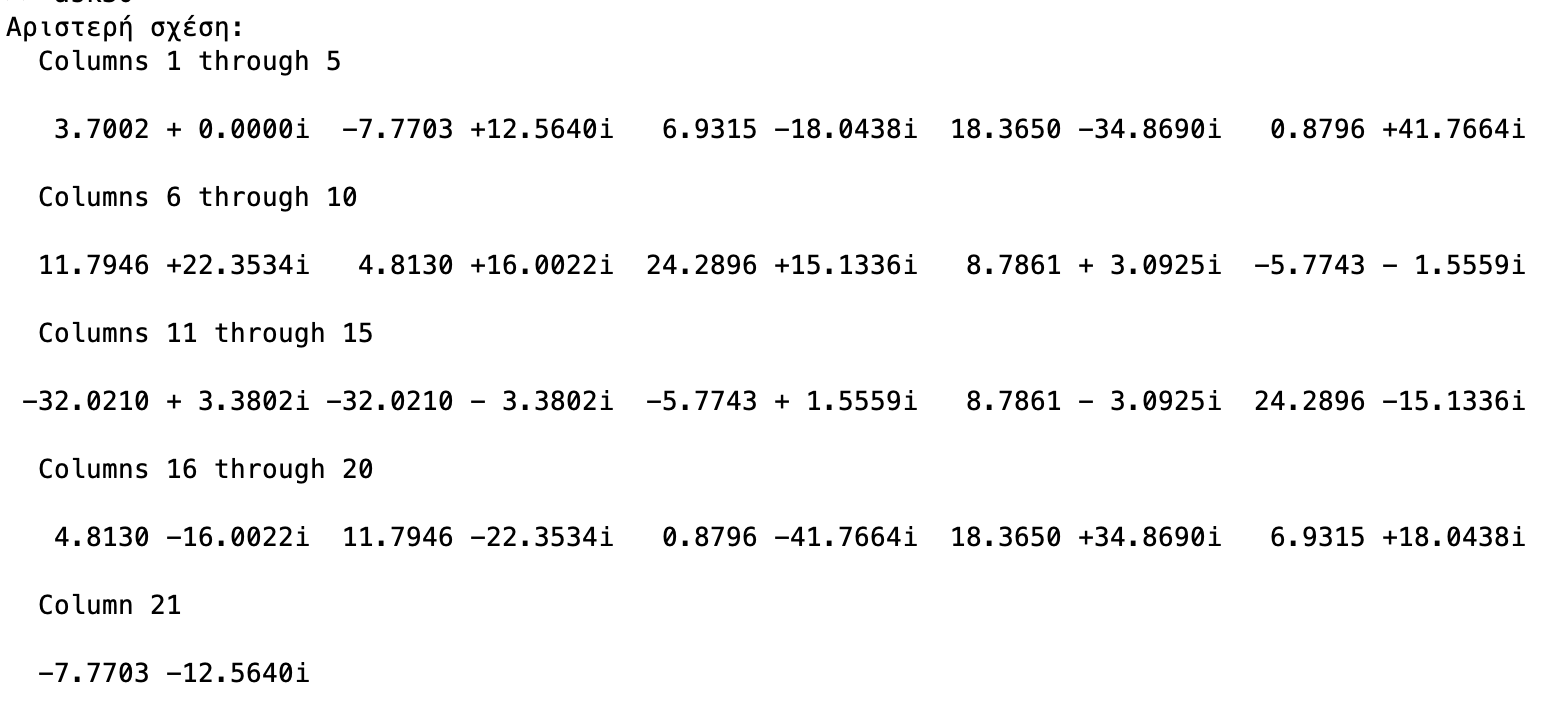 Αριστερή σχέση:
Columns 1 through 5
3.7002 + 0.0000i -7.7703 +12.5640i 6.9315 -18.0438i 18.3650 -34.8690i 0.8796 +41.7664i
Columns 6 through 10
11.7946 +22.3534i 4.8130 +16.0022i 24.2896 +15.1336i 8.7861 + 3.0925i -5.7743 - 1.5559i
Columns 11 through 15
-32.0210 + 3.3802i -32.0210 - 3.3802i -5.7743 + 1.5559i 8.7861 - 3.0925i 24.2896 -15.1336i
Columns 16 through 20
4.8130 -16.0022i 11.7946 -22.3534i 0.8796 -41.7664i 18.3650 +34.8690i 6.9315 +18.0438i
Column 21
-7.7703 -12.5640i